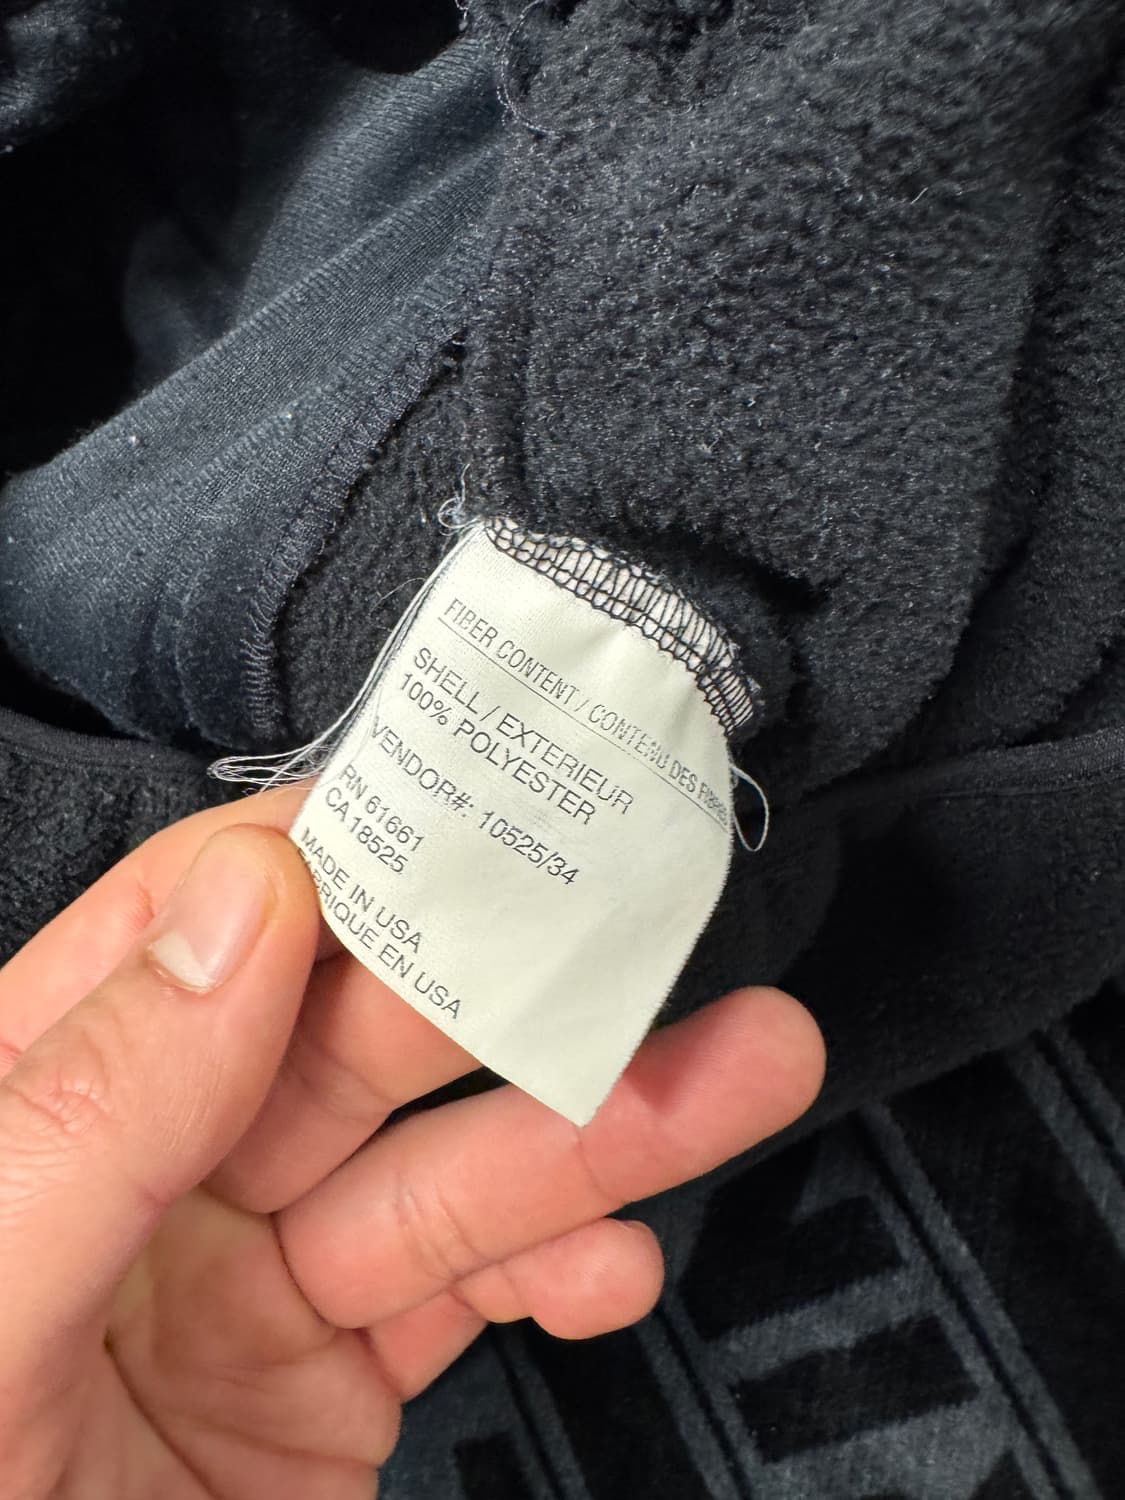 FIBER CONTENT / CONTENU DES FIBRES
SHELL / EXTERIEUR
100% POLYESTER
VENDOR#: 10525/34
RN 61661
CA 18525
MADE IN USA
FABRIQUE EN USA